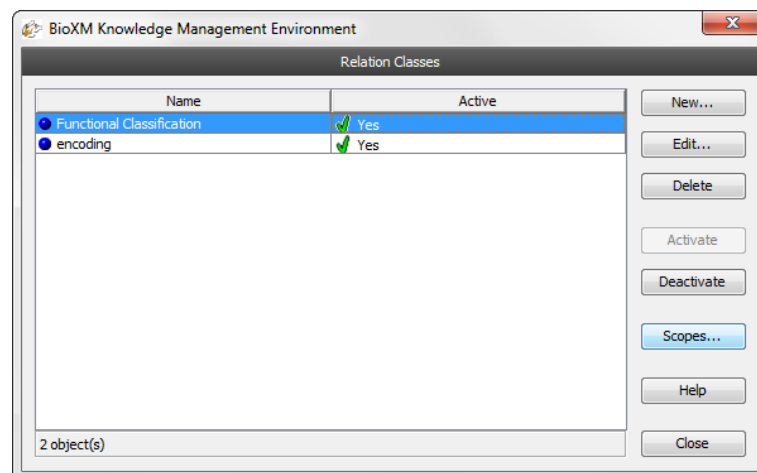 BioXM Knowledge Management Environment
Relation Classes
Name Active
Functional Classification Yes
encoding Yes
New...
Edit...
Delete
Activate
Deactivate
Scopes...
Help
2 object(s) Close